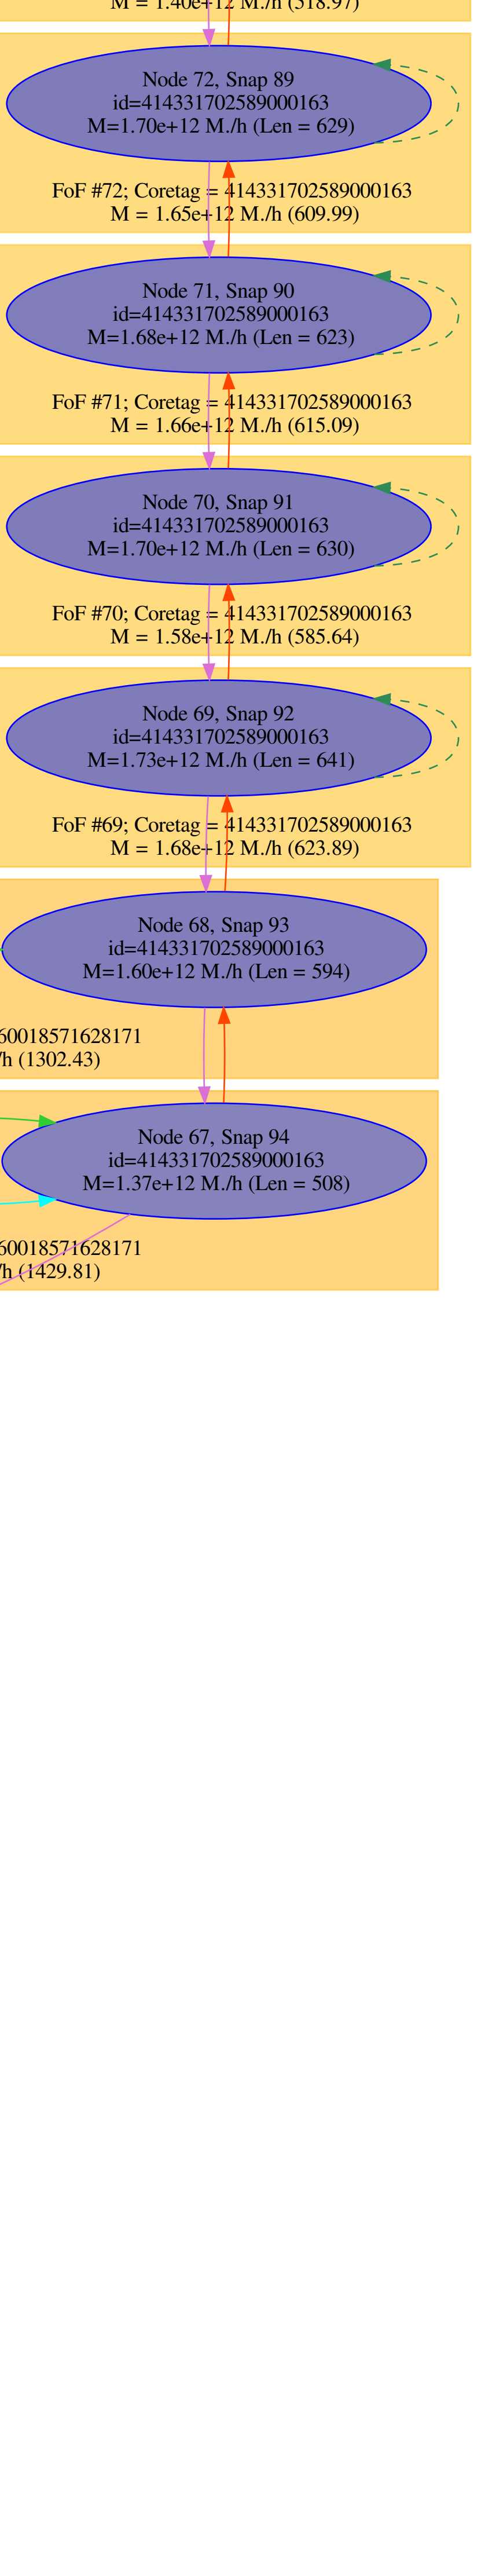 M = 1.40e+12 M./h (518.97)
Node 72, Snap 89
id=414331702589000163
M=1.70e+12 M./h (Len = 629)
FoF #72; Coretag = 414331702589000163
M = 1.65e+12 M./h (609.99)
Node 71, Snap 90
id=414331702589000163
M=1.68e+12 M./h (Len = 623)
FoF #71; Coretag = 414331702589000163
M = 1.66e+12 M./h (615.09)
Node 70, Snap 91
id=414331702589000163
M=1.70e+12 M./h (Len = 630)
FoF #70; Coretag = 414331702589000163
M = 1.58e+12 M./h (585.64)
Node 69, Snap 92
id=414331702589000163
M=1.73e+12 M./h (Len = 641)
FoF #69; Coretag = 414331702589000163
M = 1.68e+12 M./h (623.89)
Node 68, Snap 93
id=414331702589000163
M=1.60e+12 M./h (Len = 594)
60018571628171
/h (1302.43)
Node 67, Snap 94
id=414331702589000163
M=1.37e+12 M./h (Len = 508)
60018571628171
/h (1429.81)